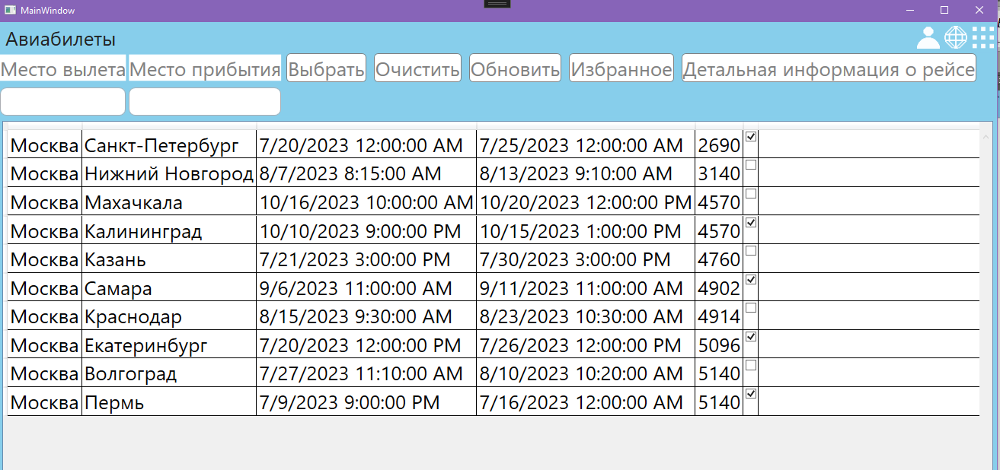 MainWindow
Авиабилеты
Место вылета Место прибытия Выбрать Очистить Обновить Избранное Детальная информация о рейсе
Москва Санкт-Петербург 7/20/2023 12:00:00 AM 7/25/2023 12:00:00 AM 2690
Москва Нижний Новгород 8/7/2023 8:15:00 AM 8/13/2023 9:10:00 AM 3140
Москва Махачкала 10/16/2023 10:00:00 AM 10/20/2023 12:00:00 PM 4570
Москва Калининград 10/10/2023 9:00:00 PM 10/15/2023 1:00:00 PM 4570
Москва Казань 7/21/2023 3:00:00 PM 7/30/2023 3:00:00 PM 4760
Москва Самара 9/6/2023 11:00:00 AM 9/11/2023 11:00:00 AM 4902
Москва Краснодар 8/15/2023 9:30:00 AM 8/23/2023 10:30:00 AM 4914
Москва Екатеринбург 7/20/2023 12:00:00 PM 7/26/2023 12:00:00 PM 5096
Москва Волгоград 7/27/2023 11:10:00 AM 8/10/2023 10:20:00 AM 5140
Москва Пермь 7/9/2023 9:00:00 PM 7/16/2023 12:00:00 AM 5140